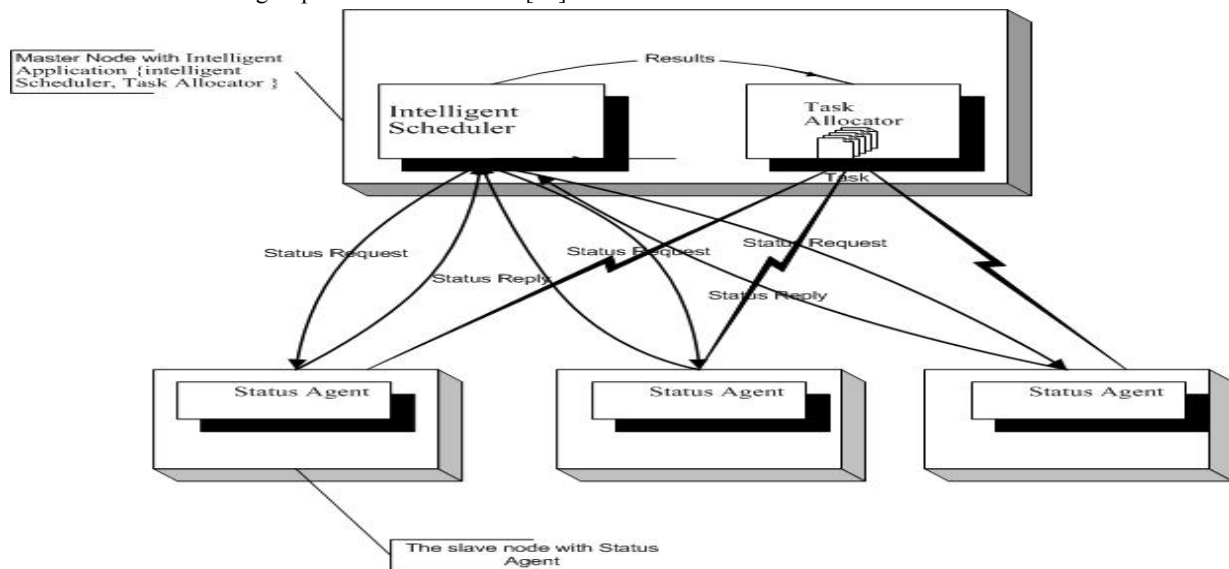 Master Node with Intelligent
Application {intelligent
Scheduler, Task Allocator }
Results
Intelligent
Scheduler
Task
Allocator
Task
Status Request
Status Request
Status Request
Status Reply
Status Reply
Status Agent
Status Agent
Status Agent
The slave node with Status
Agent